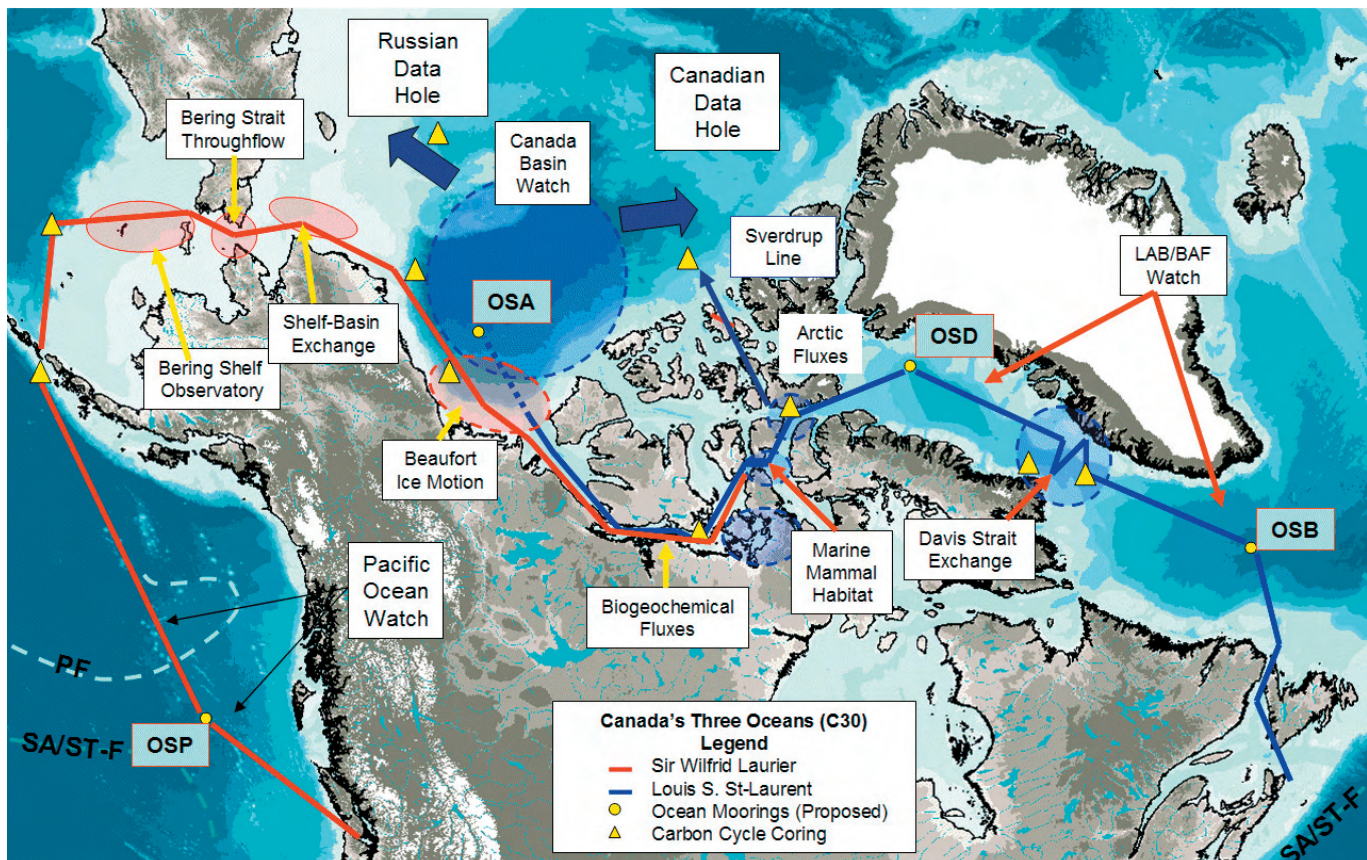 Russian
Data
Hole
Canadian
Data
Hole
Bering Strait
Throughflow
Canada
Basin
Watch
Sverdrup
Line
LAB/BAF
Watch
OSA
Shelf-Basin
Exchange
Arctic
Fluxes
OSD
Bering Shelf
Observatory
Beaufort
Ice Motion
Marine
Mammal
Habitat
Davis Strait
Exchange
OSB
Pacific
Ocean
Watch
Biogeochemical
Fluxes
PF
SA/ST-F
OSP
Canada's Three Oceans (C30)
Legend
Sir Wilfrid Laurier
Louis S. St-Laurent
Ocean Moorings (Proposed)
Carbon Cycle Coring
SA/ST-F